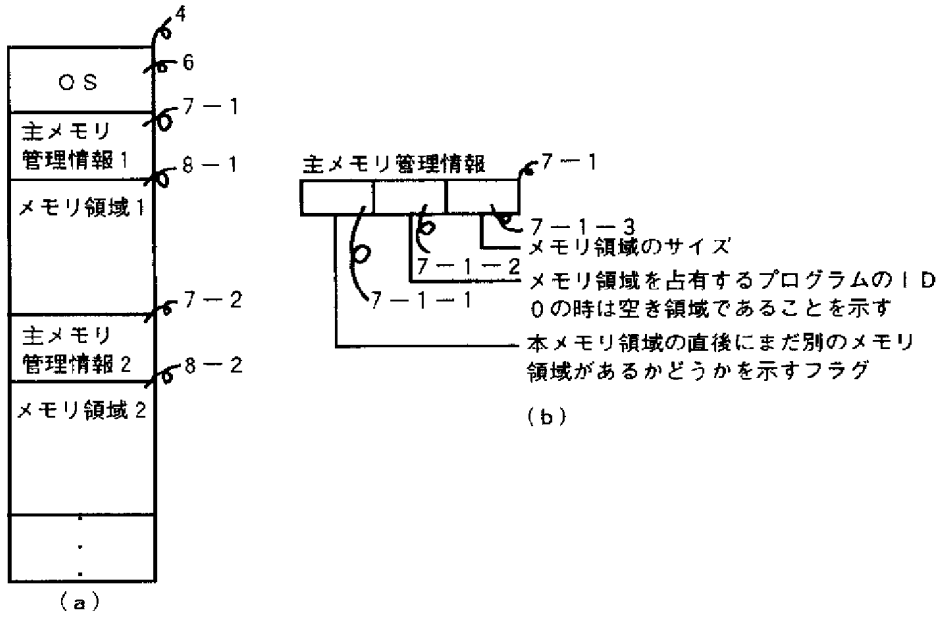 4
6
OS
7-1
主メモリ
管理情報1
8-1
メモリ領域1
7-2
主メモリ
管理情報2
8-2
メモリ領域2
(a)
主メモリ管理情報
7-1
7-1-3
メモリ領域のサイズ
7-1-2
メモリ領域を占有するプログラムのID
0の時は空き領域であることを示す
7-1-1
本メモリ領域の直後にまだ別のメモリ
領域があるかどうかを示すフラグ
(b)